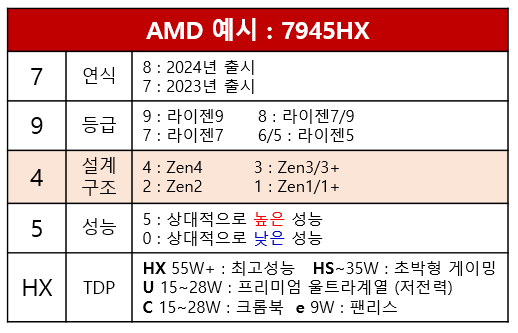 AMD 예시 : 7945HX
7 연식 8 : 2024년 출시
7 : 2023년 출시
9 등급 9 : 라이젠9 8 : 라이젠7/9
7 : 라이젠7 6/5 : 라이젠5
4 설계 구조 4 : Zen4 3 : Zen3/3+
2 : Zen2 1 : Zen1/1+
5 성능 5 : 상대적으로 높은 성능
0 : 상대적으로 낮은 성능
HX TDP HX 55W+ : 최고성능 HS~35W : 초박형 게이밍
U 15~28W : 프리미엄 울트라계열 (저전력)
C 15~28W : 크롬북 e 9W : 팬리스